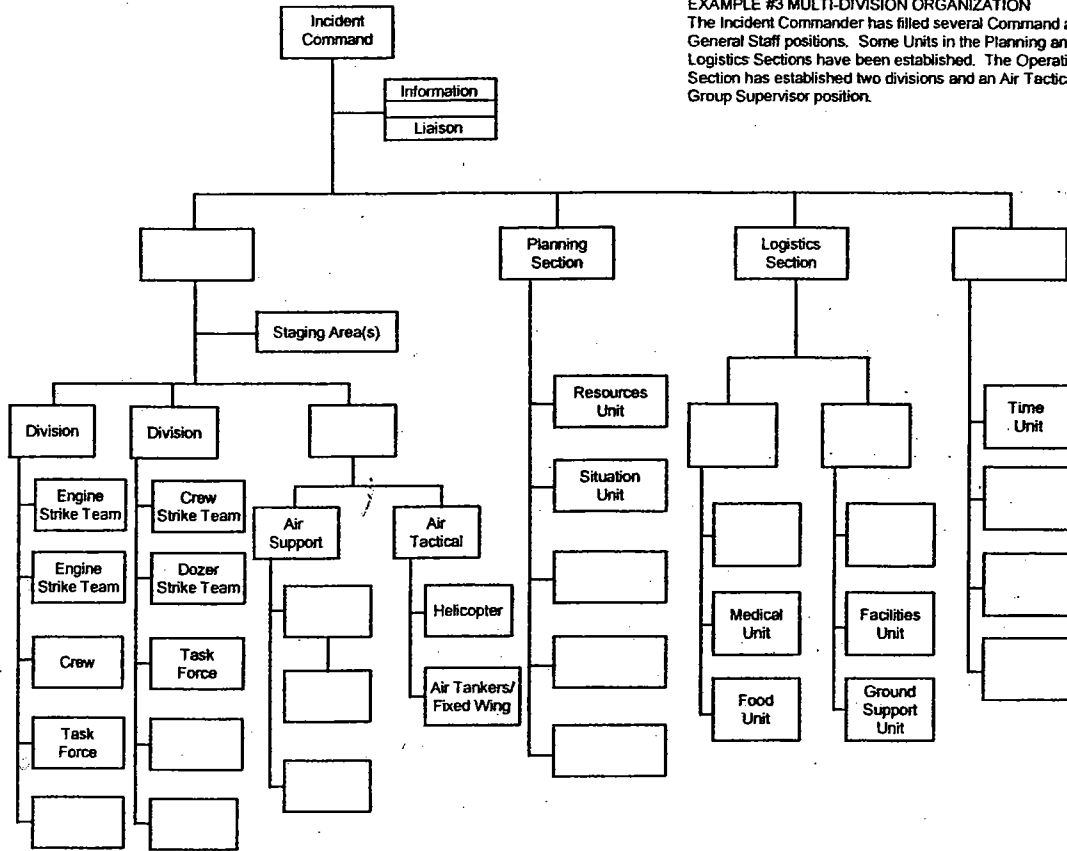 EXAMPLE #3 MULTI-DIVISION ORGANIZATION
The Incident Commander has filled several Command a
General Staff positions. Some Units in the Planning an
Logistics Sections have been established. The Operati
Section has established two divisions and an Air Tactic
Group Supervisor position.
Incident
Command
Information
Liaison
Planning
Section
Logistics
Section
Staging Area(s)
Division
Division
Resources
Unit
Time
Unit
Engine
Strike Team
Crew
Strike Team
Situation
Unit
Air
Support
Air
Tactical
Engine
Strike Team
Dozer
Strike Team
Helicopter
Medical
Unit
Facilities
Unit
Crew
Task
Force
Air Tankers/
Fixed Wing
Food
Unit
Ground
Support
Unit
Task
Force